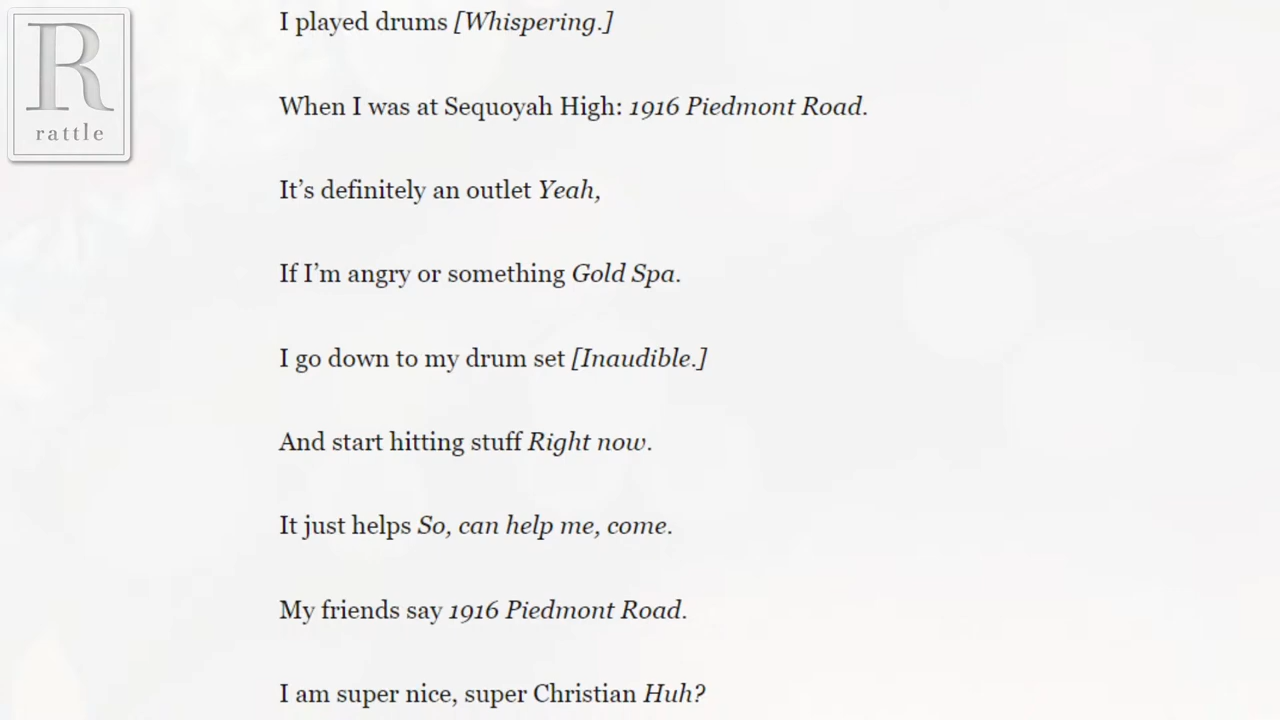 R
rattle
I played drums [Whispering.]
When I was at Sequoyah High: 1916 Piedmont Road.
It’s definitely an outlet Yeah,
If I’m angry or something Gold Spa.
I go down to my drum set [Inaudible.]
And start hitting stuff Right now.
It just helps So, can help me, come.
My friends say 1916 Piedmont Road.
I am super nice, super Christian Huh?